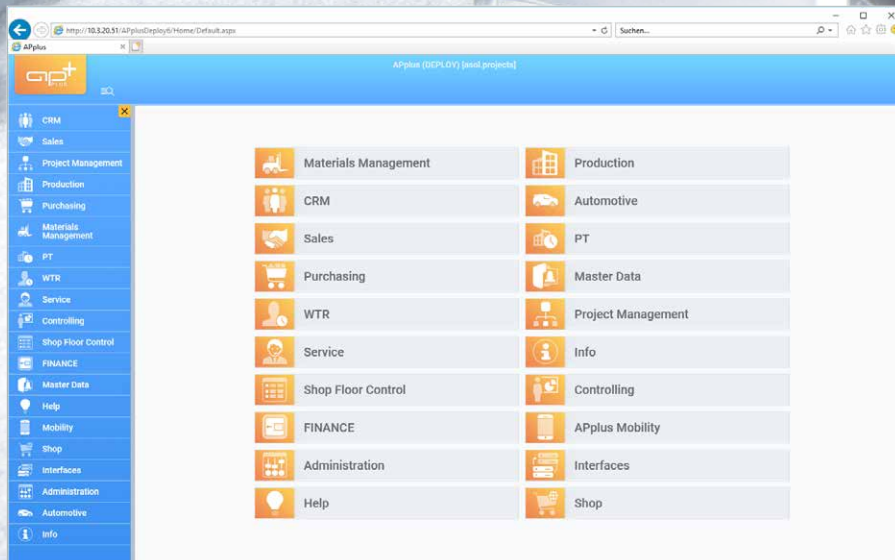 http://10.3.20.51/APplusDeploy6/Home/Default.aspx
Suchen...
APplus
APplus (DEPLOY) [asol.projects]
ap+
PLUS
CRM
Sales
Project Management
Production
Purchasing
Materials
Management
PT
WTR
Service
Controlling
Shop Floor Control
FINANCE
Master Data
Help
Mobility
Shop
Interfaces
Administration
Automotive
Info
Materials Management
Production
CRM
Automotive
Sales
PT
Purchasing
Master Data
WTR
Project Management
Service
Info
Shop Floor Control
Controlling
FINANCE
APplus Mobility
Administration
Interfaces
Help
Shop